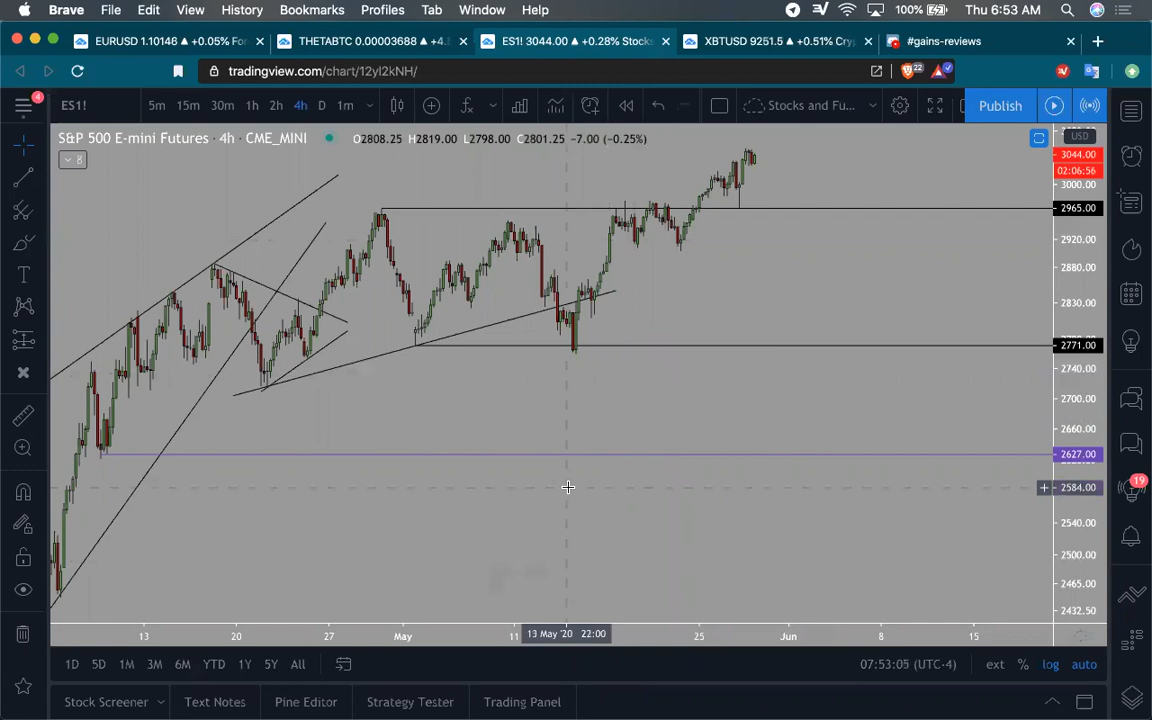 Brave File Edit View History Bookmarks Profiles Tab Window Help 100% Thu 6:53 AM
EURUSD 1.10146 ▲ +0.05% For × THETABTC 0.00003688 ▲ +4. × ES1! 3044.00 ▲ +0.28% Stocks × XBTUSD 9251.5 ▲ +0.51% Cry × #gains-reviews ×
tradingview.com/chart/12yI2kNH/ 22
4 ES1! 5m 15m 30m 1h 2h 4h D 1m Stocks and Fu... Publish
S&P 500 E-mini Futures · 4h · CME_MINI O2808.25 H2819.00 L2798.00 C2801.25 −7.00 (−0.25%) USD
8
3044.00
02:06:56
3000.00
2965.00
2920.00
2880.00
2830.00
2771.00
2740.00
2700.00
2660.00
2627.00
2584.00
19
2540.00
2500.00
2465.00
2432.50
13 20 27 May 11 13 May '20 22:00 25 Jun 8 15
1D 5D 1M 3M 6M YTD 1Y 5Y All 07:53:05 (UTC-4) ext % log auto
Stock Screener Text Notes Pine Editor Strategy Tester Trading Panel